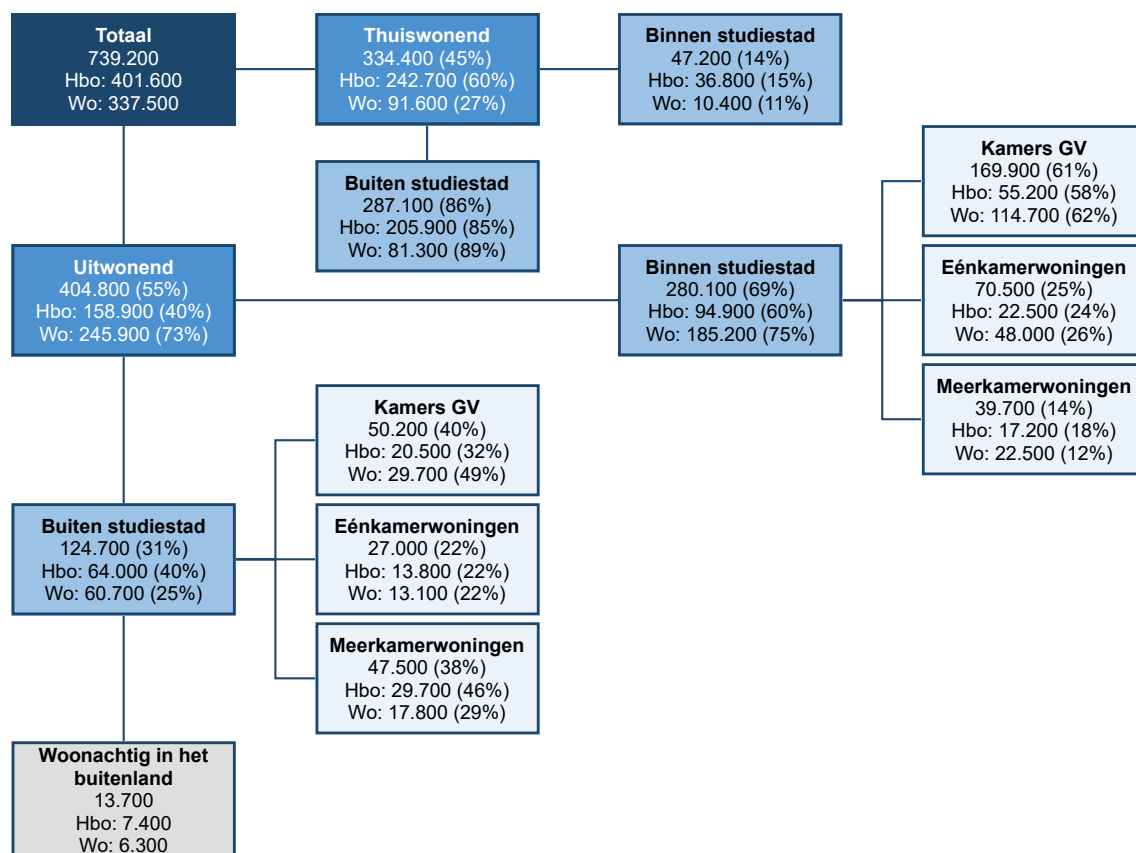 Totaal
739.200
Hbo: 401.600
Wo: 337.500
Thuiswonend
334.400 (45%)
Hbo: 242.700 (60%)
Wo: 91.600 (27%)
Binnen studiestad
47.200 (14%)
Hbo: 36.800 (15%)
Wo: 10.400 (11%)
Buiten studiestad
287.100 (86%)
Hbo: 205.900 (85%)
Wo: 81.300 (89%)
Uitwonend
404.800 (55%)
Hbo: 158.900 (40%)
Wo: 245.900 (73%)
Binnen studiestad
280.100 (69%)
Hbo: 94.900 (60%)
Wo: 185.200 (75%)
Kamers GV
169.900 (61%)
Hbo: 55.200 (58%)
Wo: 114.700 (62%)
Eénkamerwoningen
70.500 (25%)
Hbo: 22.500 (24%)
Wo: 48.000 (26%)
Meerkamerwoningen
39.700 (14%)
Hbo: 17.200 (18%)
Wo: 22.500 (12%)
Buiten studiestad
124.700 (31%)
Hbo: 64.000 (40%)
Wo: 60.700 (25%)
Kamers GV
50.200 (40%)
Hbo: 20.500 (32%)
Wo: 29.700 (49%)
Eénkamerwoningen
27.000 (22%)
Hbo: 13.800 (22%)
Wo: 13.100 (22%)
Meerkamerwoningen
47.500 (38%)
Hbo: 29.700 (46%)
Wo: 17.800 (29%)
Woonachtig in het
buitenland
13.700
Hbo: 7.400
Wo: 6.300